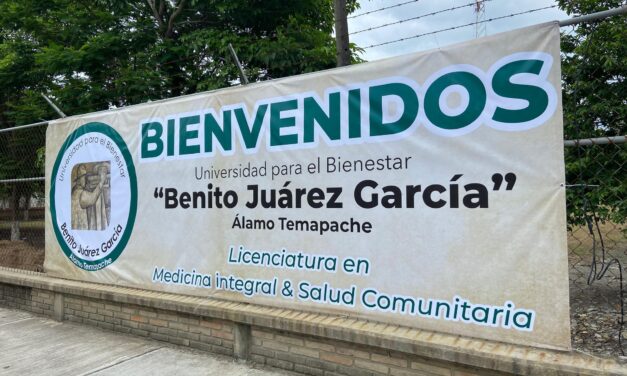 BIENVENIDOS
Universidad para el Bienestar
"Benito Juárez García"
Álamo Temapache
Licenciatura en
Medicina integral & Salud Comunitaria
Universidad para el Bienestar
Benito Juárez García
Álamo Temapache